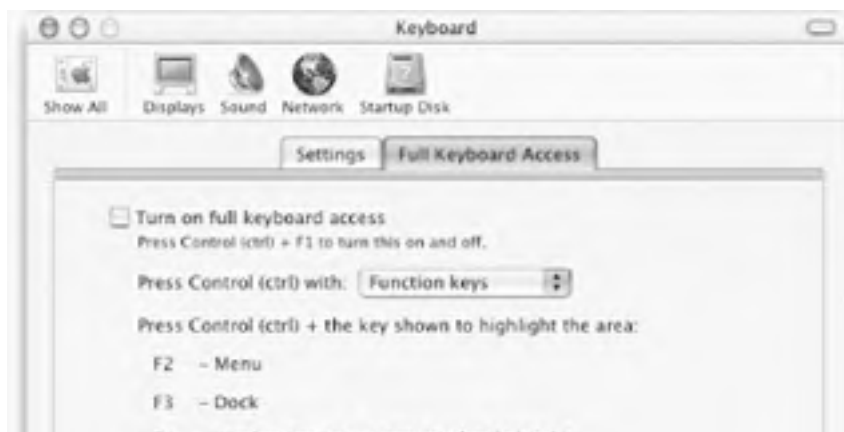 Keyboard
Show All Displays Sound Network Startup Disk
Settings Full Keyboard Access
Turn on full keyboard access
Press Control (ctrl) + F1 to turn this on and off.
Press Control (ctrl) with: Function keys
Press Control (ctrl) + the key shown to highlight the area:
F2 – Menu
F3 – Dock